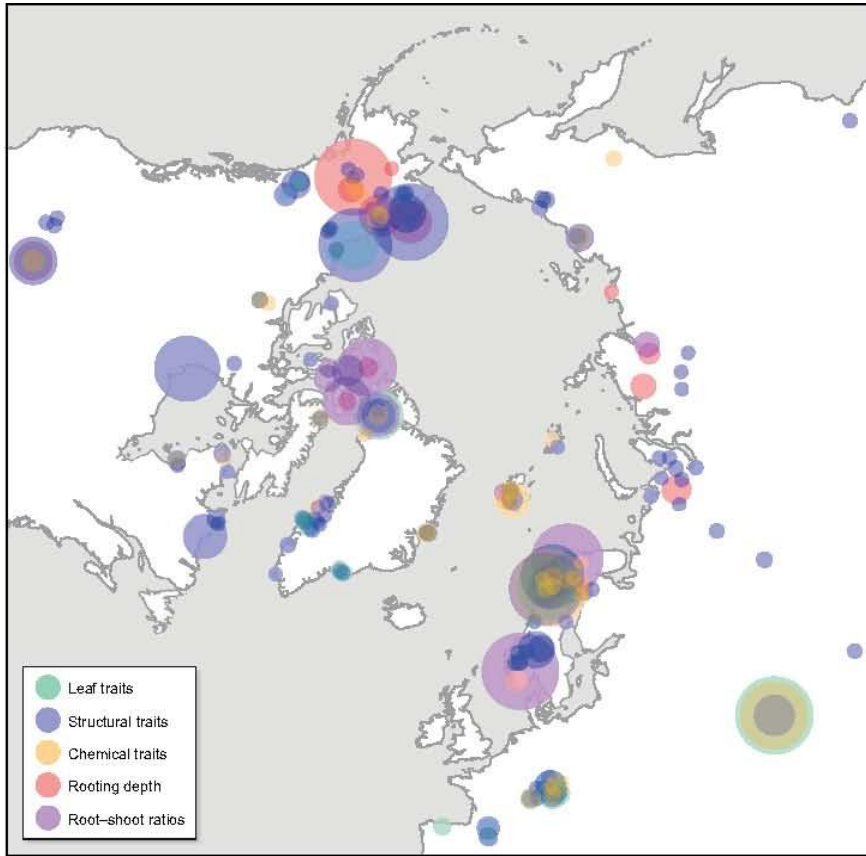 Leaf traits
Structural traits
Chemical traits
Rooting depth
Root–shoot ratios